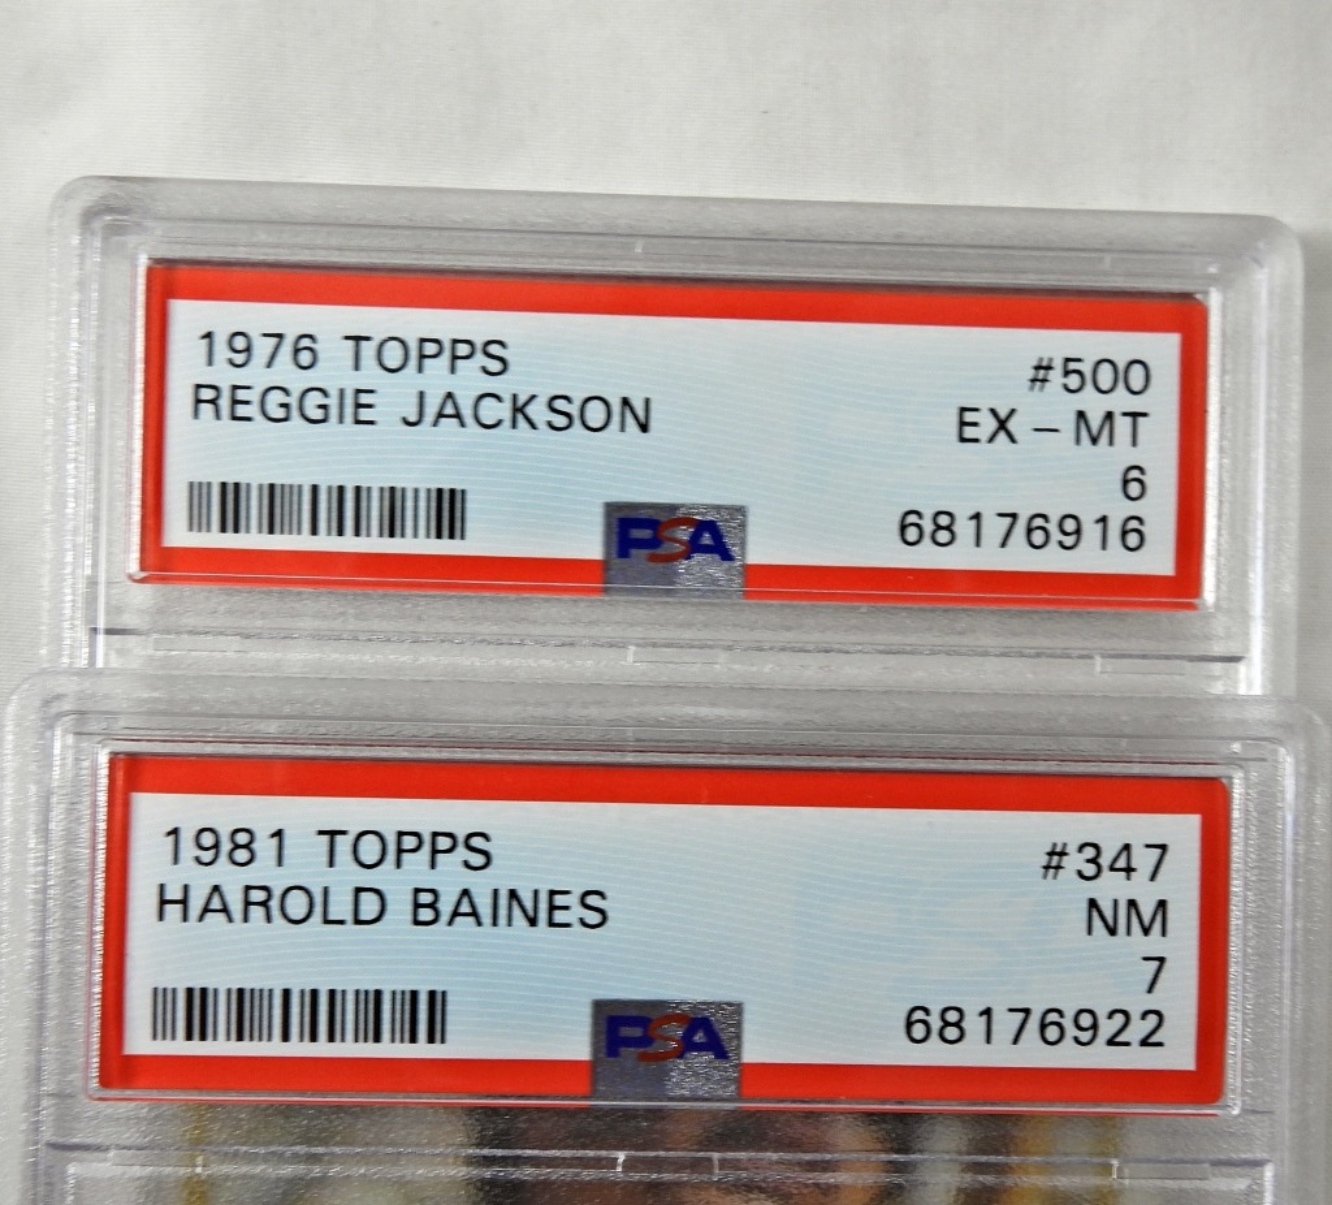 1976 TOPPS #500
REGGIE JACKSON EX – MT
6
PSA 68176916
1981 TOPPS #347
HAROLD BAINES NM
7
PSA 68176922